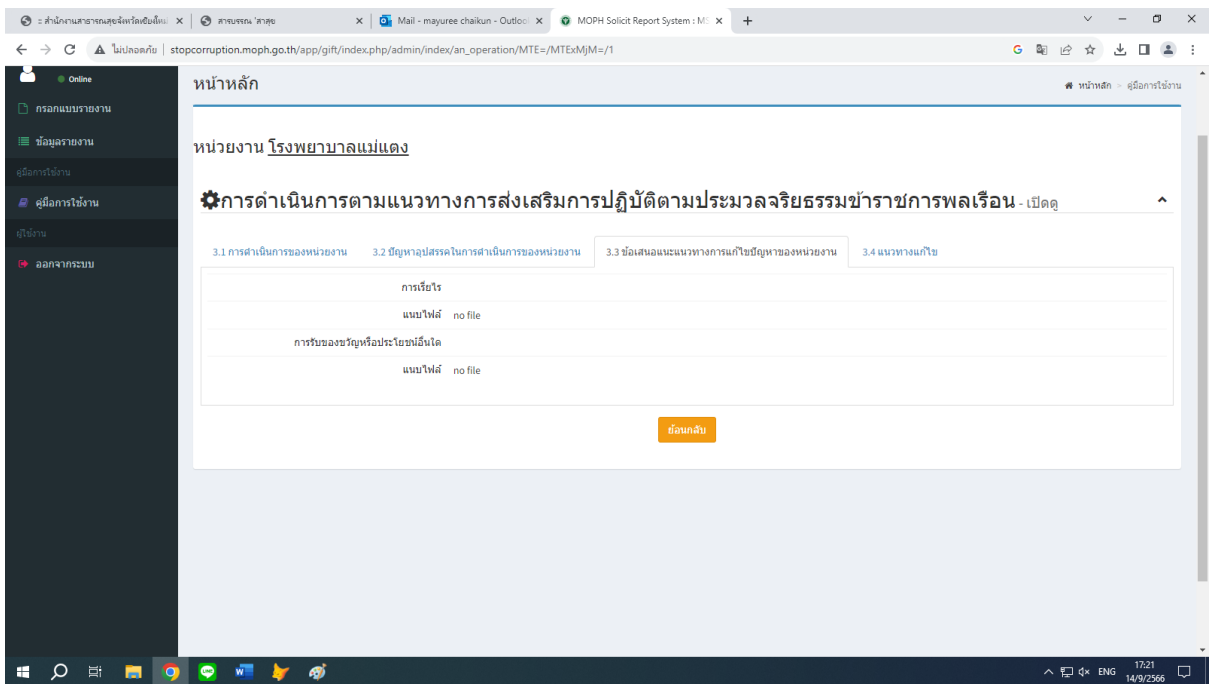 : สำนักงานสาธารณสุขจังหวัดเชียงใหม่
สารบรรณ 'สาสุข
Mail - mayuree chaikun - Outloo
MOPH Solicit Report System : MS
ไม่ปลอดภัย | stopcorruption.moph.go.th/app/gift/index.php/admin/index/an_operation/MTE=/MTExMjM=/1
Online
หน้าหลัก
หน้าหลัก > คู่มือการใช้งาน
กรอกแบบรายงาน
ข้อมูลรายงาน
คู่มือการใช้งาน
คู่มือการใช้งาน
ผู้ใช้งาน
ออกจากระบบ
หน่วยงาน โรงพยาบาลแม่แตง
การดำเนินการตามแนวทางการส่งเสริมการปฏิบัติตามประมวลจริยธรรมข้าราชการพลเรือน - เปิดดู
3.1 การดำเนินการของหน่วยงาน 3.2 ปัญหาอุปสรรคในการดำเนินการของหน่วยงาน 3.3 ข้อเสนอแนะแนวทางการแก้ไขปัญหาของหน่วยงาน 3.4 แนวทางแก้ไข
การเรี่ยไร
แนบไฟล์ no file
การรับของขวัญหรือประโยชน์อื่นใด
แนบไฟล์ no file
ย้อนกลับ
ENG
17:21
14/9/2566